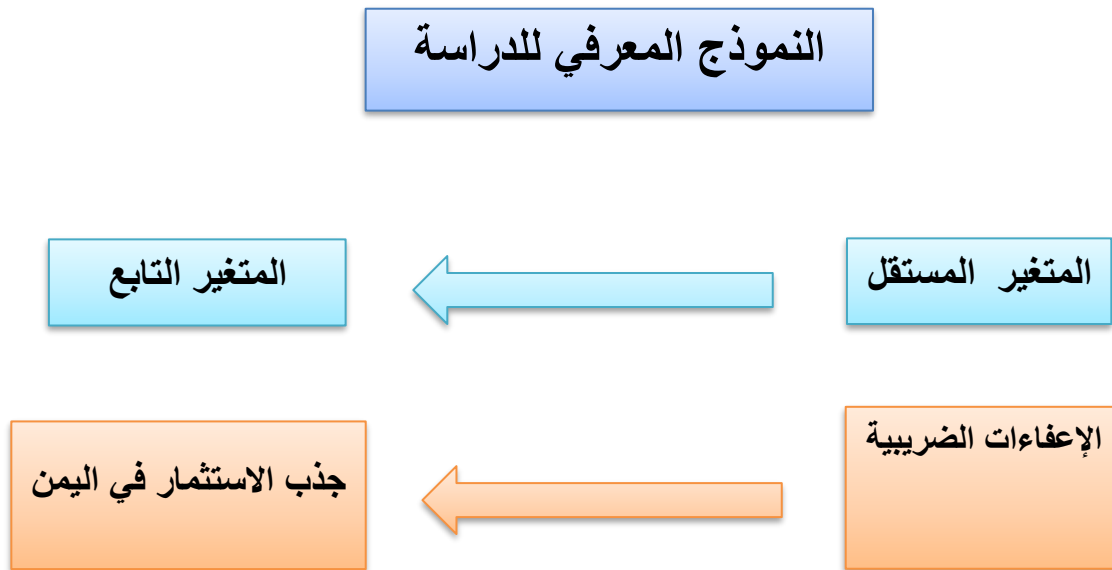 النموذج المعرفي للدراسة
المتغير المستقل
المتغير التابع
الإعفاءات الضريبية
جذب الاستثمار في اليمن